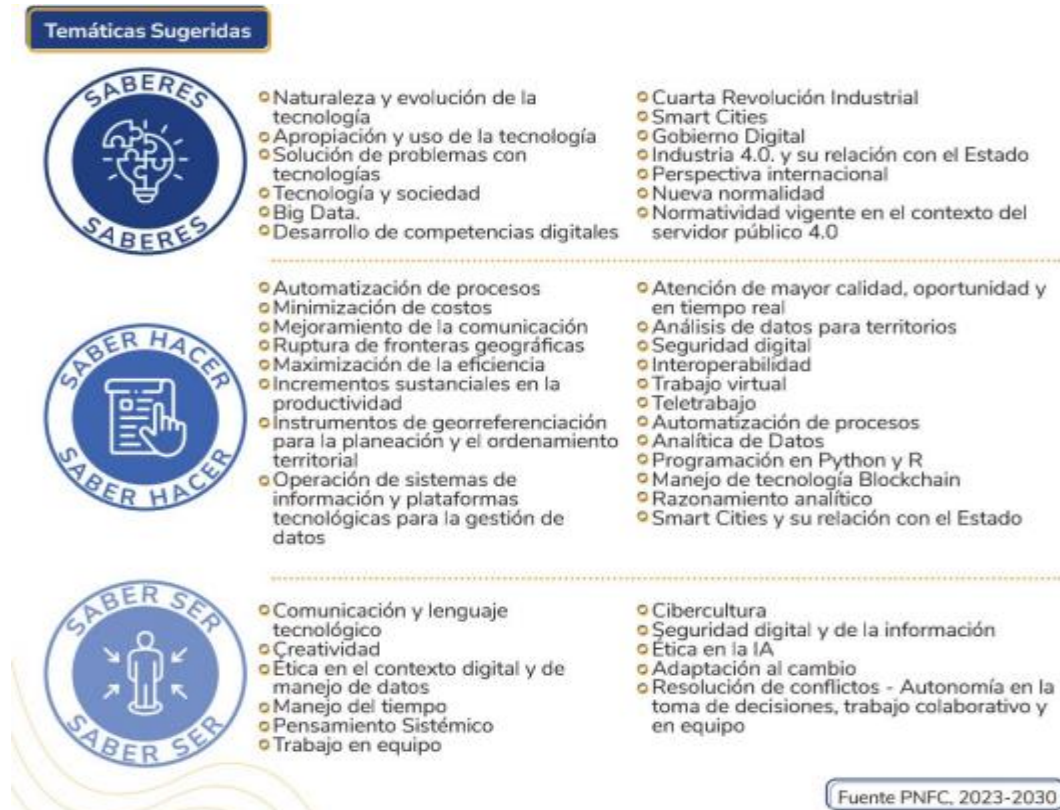 Temáticas Sugeridas
SABERES
SABERES
Naturaleza y evolución de la
tecnología
Apropiación y uso de la tecnología
Solución de problemas con
tecnologías
Tecnología y sociedad
Big Data.
Desarrollo de competencias digitales
Cuarta Revolución Industrial
Smart Cities
Gobierno Digital
Industria 4.0. y su relación con el Estado
Perspectiva internacional
Nueva normalidad
Normatividad vigente en el contexto del
servidor público 4.0
SABER HACER
SABER HACER
Automatización de procesos
Minimización de costos
Mejoramiento de la comunicación
Ruptura de fronteras geográficas
Maximización de la eficiencia
Incrementos sustanciales en la
productividad
Instrumentos de georreferenciación
para la planeación y el ordenamiento
territorial
Operación de sistemas de
información y plataformas
tecnológicas para la gestión de
datos
Atención de mayor calidad, oportunidad y
en tiempo real
Análisis de datos para territorios
Seguridad digital
Interoperabilidad
Trabajo virtual
Teletrabajo
Automatización de procesos
Analítica de Datos
Programación en Python y R
Manejo de tecnología Blockchain
Razonamiento analítico
Smart Cities y su relación con el Estado
SABER SER
SABER SER
Comunicación y lenguaje
tecnológico
Creatividad
Ética en el contexto digital y de
manejo de datos
Manejo del tiempo
Pensamiento Sistémico
Trabajo en equipo
Cibercultura
Seguridad digital y de la información
Ética en la IA
Adaptación al cambio
Resolución de conflictos - Autonomía en la
toma de decisiones, trabajo colaborativo y
en equipo
Fuente PNFC, 2023-2030